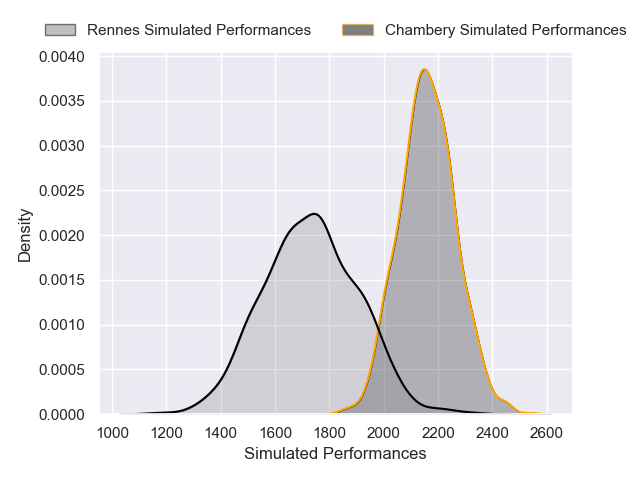 Rennes Simulated Performances
Chambery Simulated Performances
0.0040
0.0035
0.0030
0.0025
0.0020
0.0015
0.0010
0.0005
0.0000
Density
1000 1200 1400 1600 1800 2000 2200 2400 2600
Simulated Performances